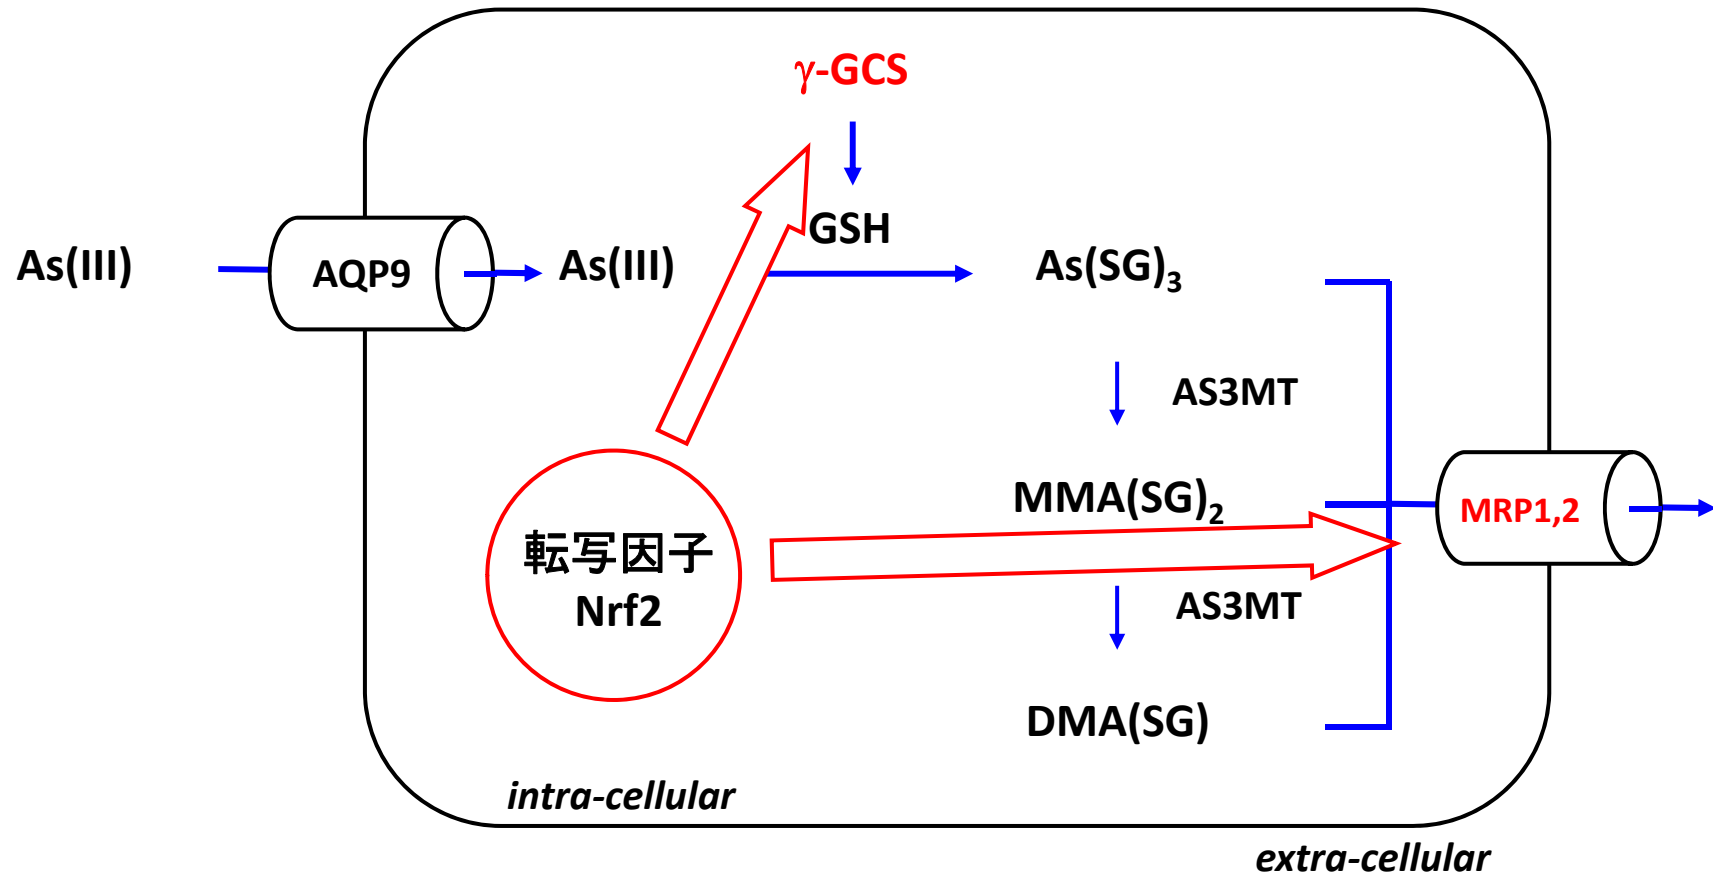 γ-GCS
GSH
As(III)
AQP9
As(III)
As(SG)₃
AS3MT
MMA(SG)₂
MRP1,2
転写因子
Nrf2
AS3MT
DMA(SG)
intra-cellular
extra-cellular